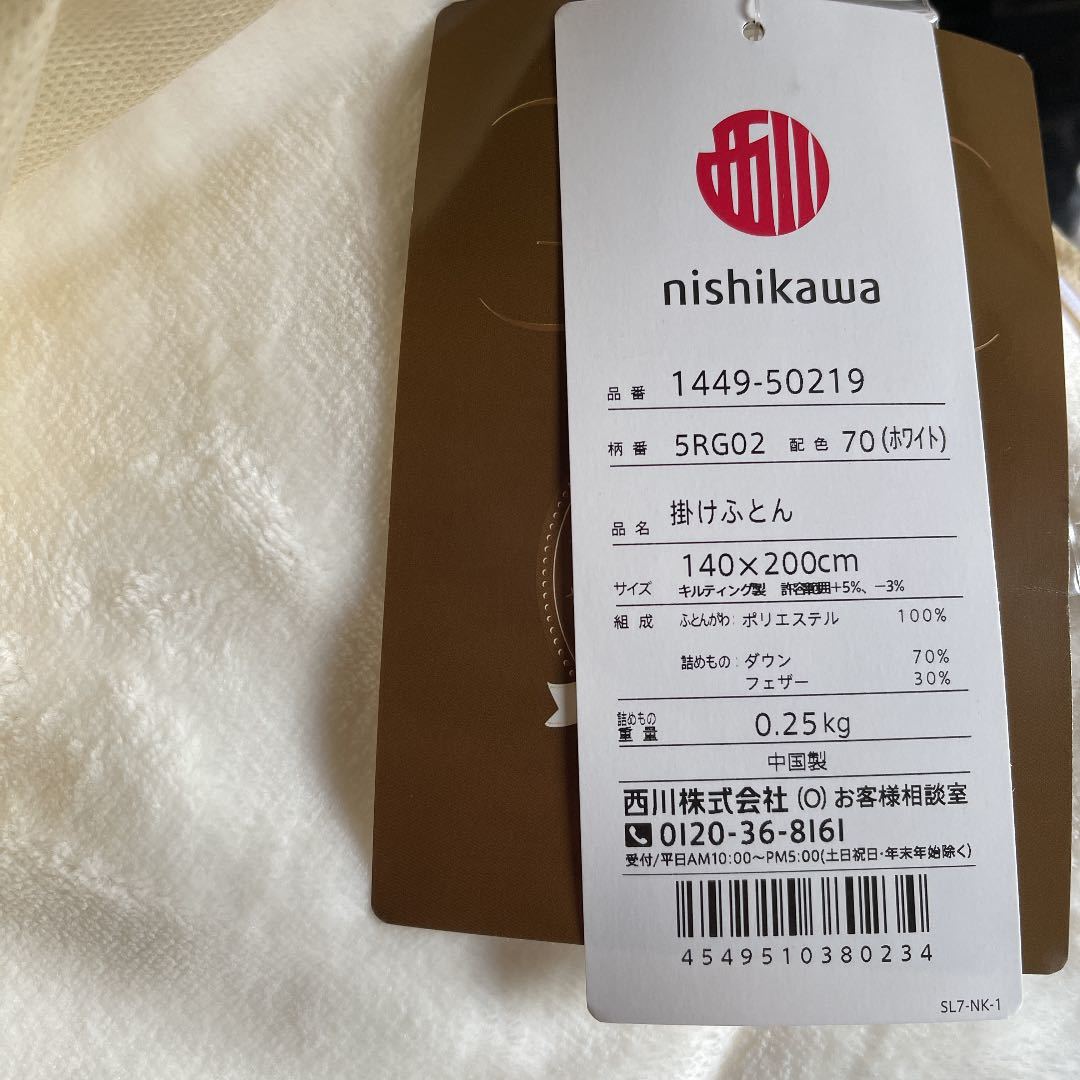 西川
nishikawa
品番 1449-50219
柄番 5RG02 配色 70(ホワイト)
品名 掛けふとん
サイズ 140×200cm
キルティング製 許容範囲+5%、−3%
組成 ふとんがわ: ポリエステル 100%
詰めもの: ダウン 70%
フェザー 30%
詰めもの重量 0.25kg
中国製
西川株式会社(O)お客様相談室
0120-36-8161
受付/平日AM10:00〜PM5:00(土日祝日・年末年始除く)
4549510380234
SL7-NK-1